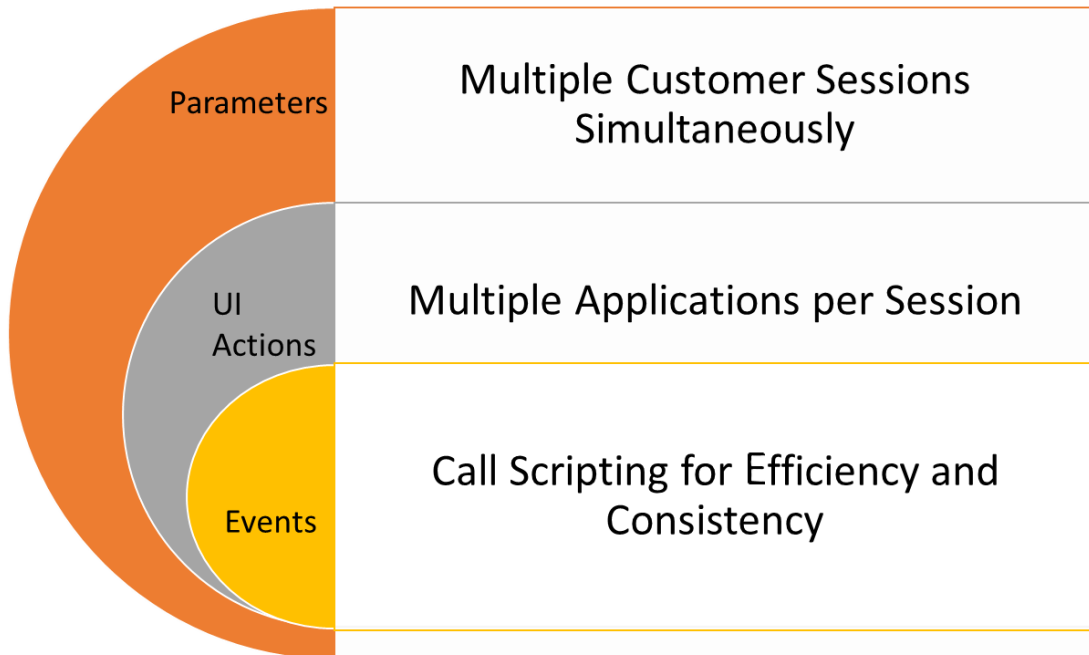 Parameters
Multiple Customer Sessions
Simultaneously
UI
Actions
Multiple Applications per Session
Events
Call Scripting for Efficiency and
Consistency